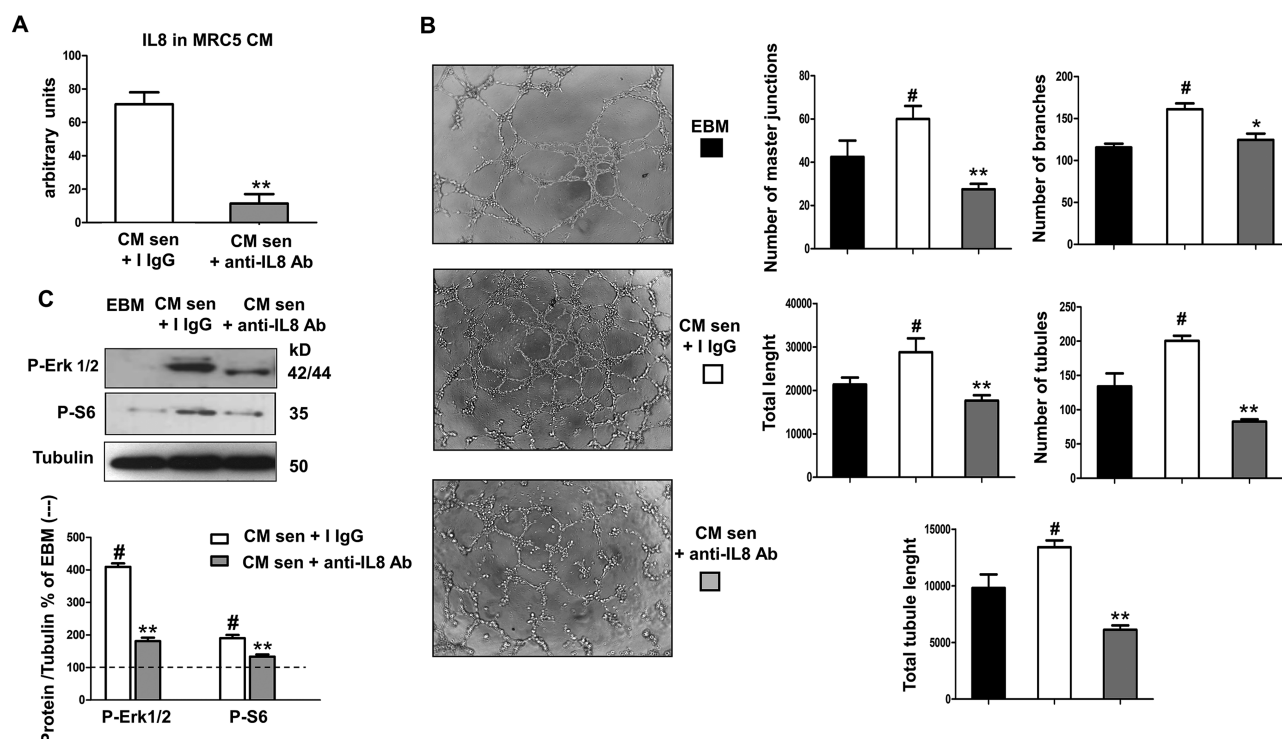 A
IL8 in MRC5 CM
arbitrary units
100
80
60
40
20
0
**
CM sen
+ I IgG
CM sen
+ anti-IL8 Ab
B
EBM
CM sen
+ I IgG
CM sen
+ anti-IL8 Ab
Number of master junctions
80
60
40
20
0
#
**
Number of branches
200
150
100
50
0
#
*
Total lenght
40000
30000
20000
10000
0
#
**
Number of tubules
250
200
150
100
50
0
#
**
Total tubule lenght
15000
10000
5000
0
#
**
C
EBM
CM sen
+ I IgG
CM sen
+ anti-IL8 Ab
kD
P-Erk 1/2
42/44
P-S6
35
Tubulin
50
Protein /Tubulin % of EBM (---)
500
400
300
200
100
0
CM sen + I IgG
CM sen + anti-IL8 Ab
#
**
#
**
P-Erk1/2
P-S6